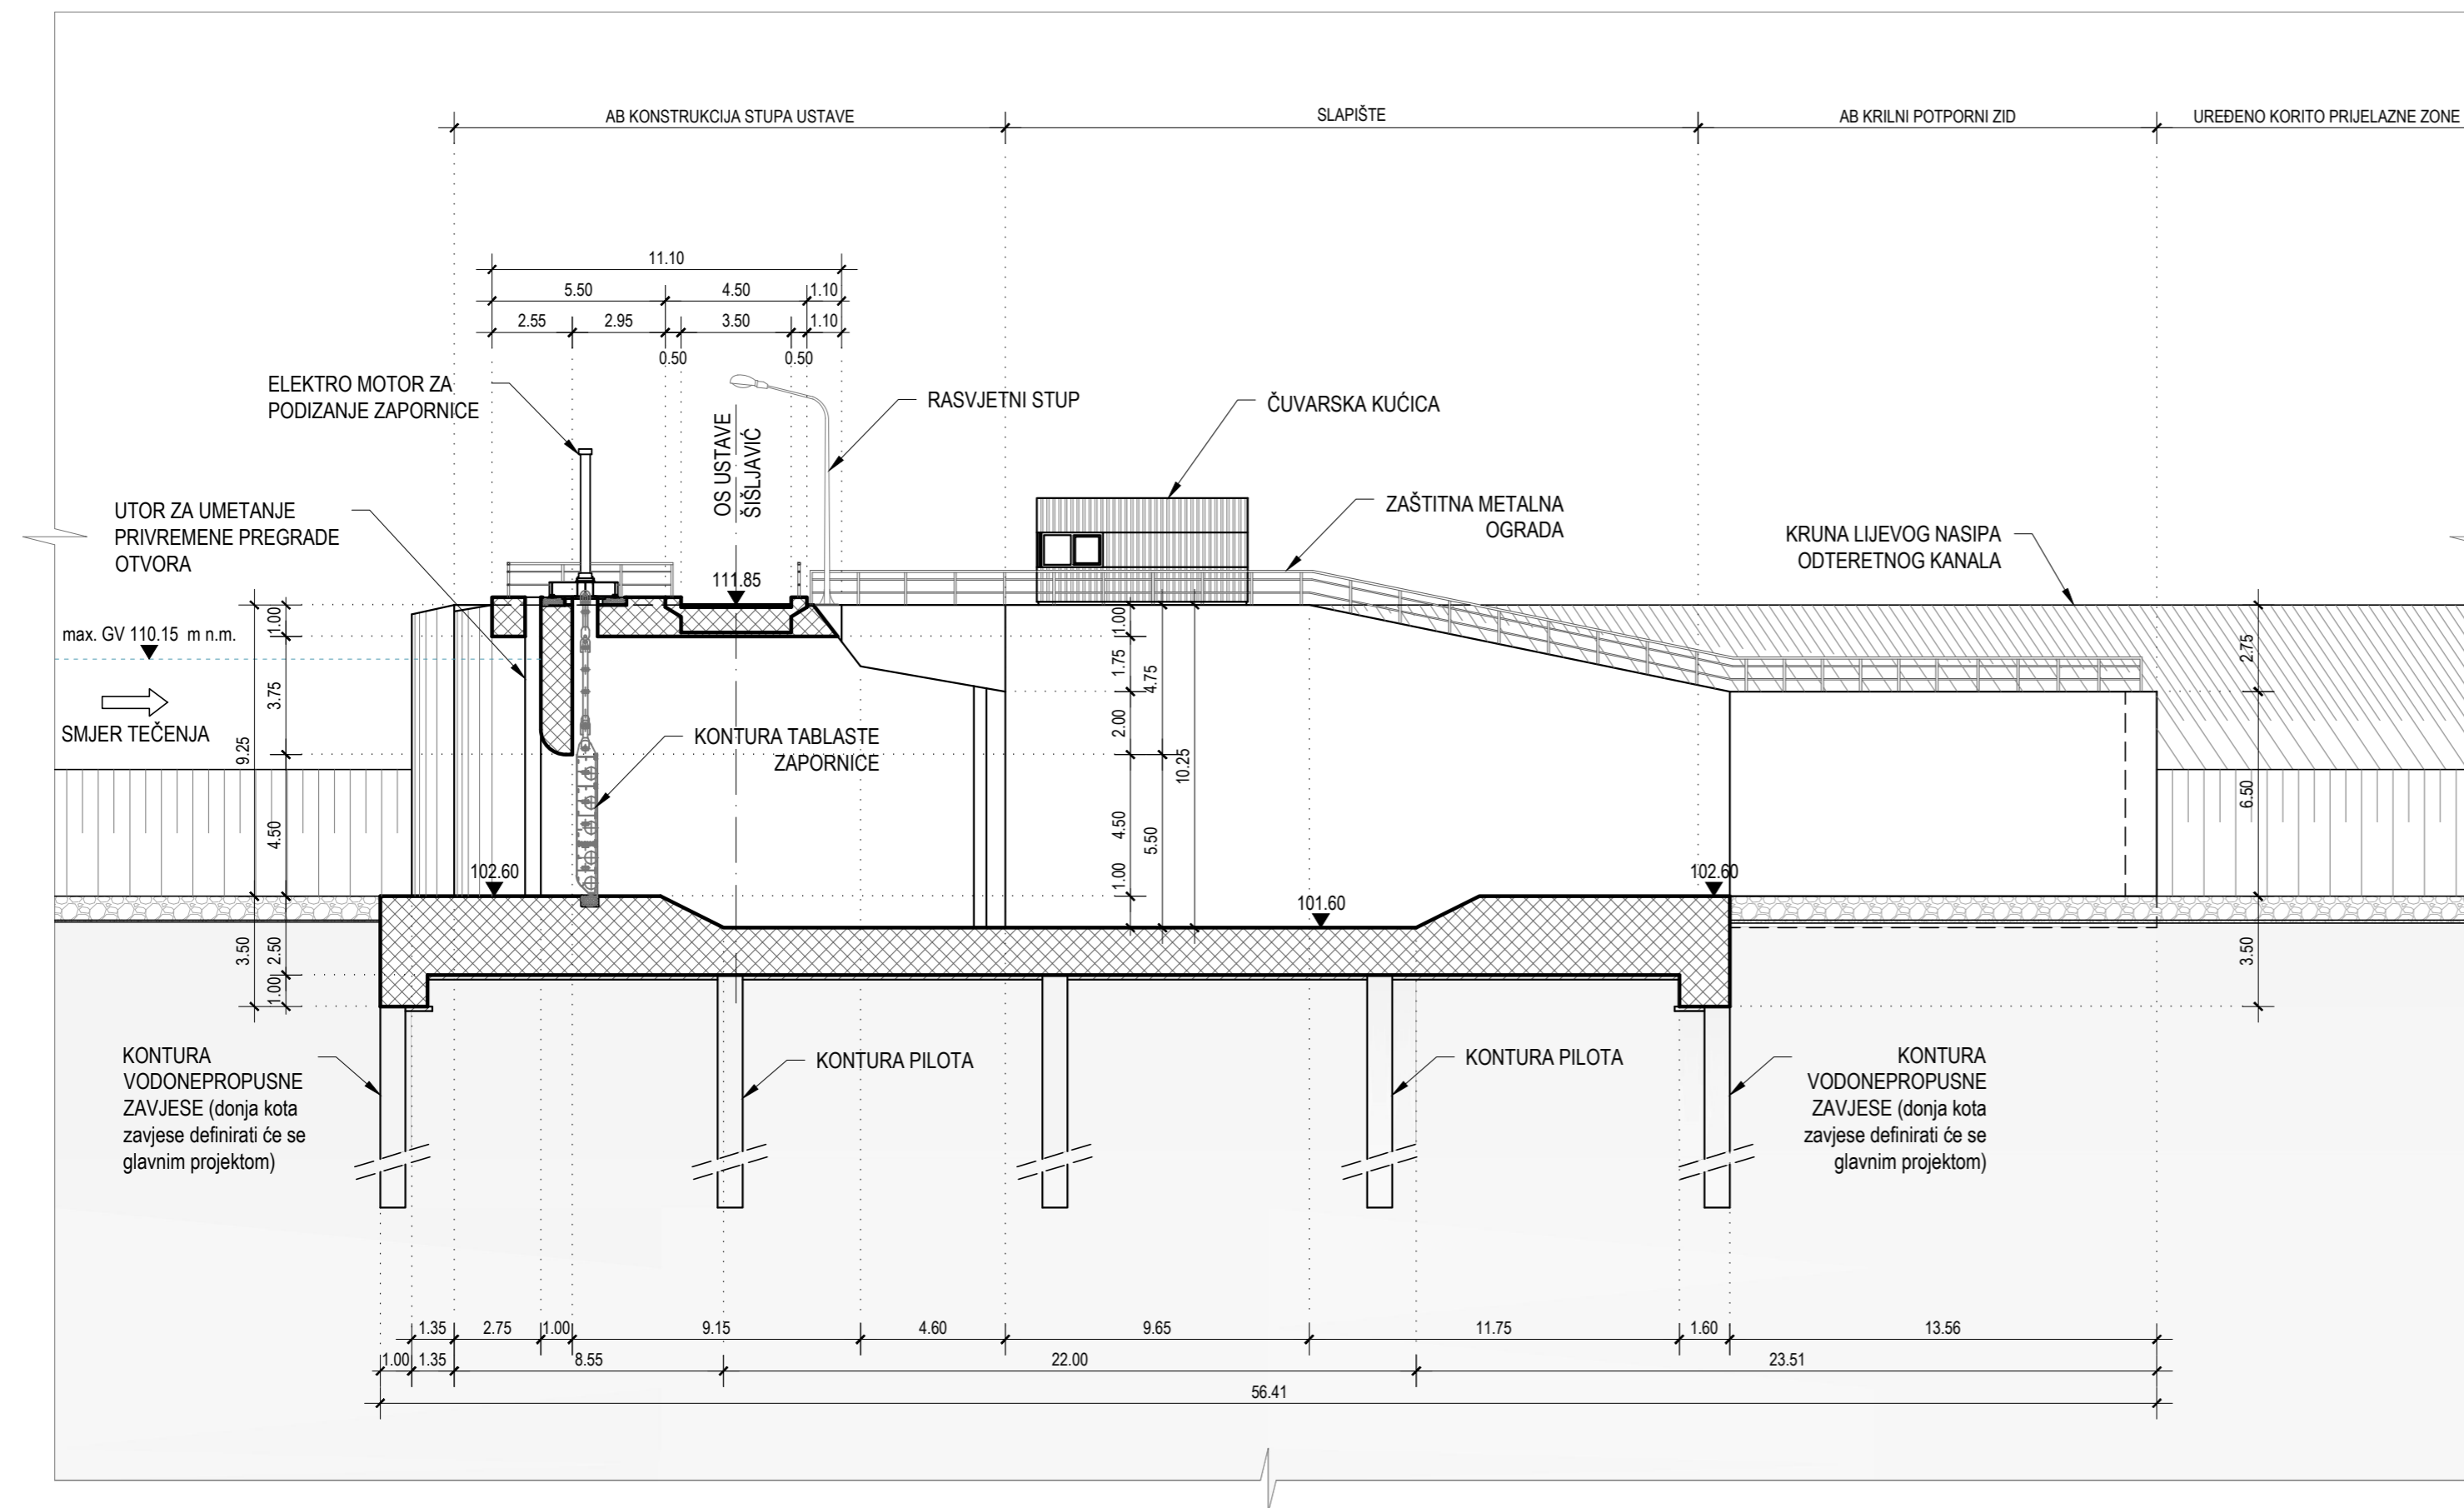 AB KONSTRUKCIJA STUPA USTAVE
SLAPIŠTE
AB KRILNI POTPORNI ZID
UREĐENO KORITO PRIJELAZNE ZONE
11.10
5.50
4.50
1.10
2.55
2.95
3.50
1.10
0.50
0.50
ELEKTRO MOTOR ZA
PODIZANJE ZAPORNICE
OS USTAVE
ŠIŠLJAVIĆ
RASVJETNI STUP
ČUVARSKA KUĆICA
UTOR ZA UMETANJE
PRIVREMENE PREGRADE
OTVORA
ZAŠTITNA METALNA
OGRADA
KRUNA LIJEVOG NASIPA
ODTERETNOG KANALA
111.85
max. GV 110.15 m n.m.
SMJER TEČENJA
1.00
3.75
9.25
4.50
3.50
2.50
1.00
KONTURA TABLASTE
ZAPORNICE
1.00
1.75
4.75
2.00
10.25
4.50
5.50
1.00
2.75
6.50
3.50
102.60
101.60
102.60
KONTURA
VODONEPROPUSNE
ZAVJESE (donja kota
zavjese definirati će se
glavnim projektom)
KONTURA PILOTA
KONTURA PILOTA
KONTURA
VODONEPROPUSNE
ZAVJESE (donja kota
zavjese definirati će se
glavnim projektom)
1.35
2.75
1.00
9.15
4.60
9.65
11.75
1.60
13.56
1.00
1.35
8.55
22.00
23.51
56.41